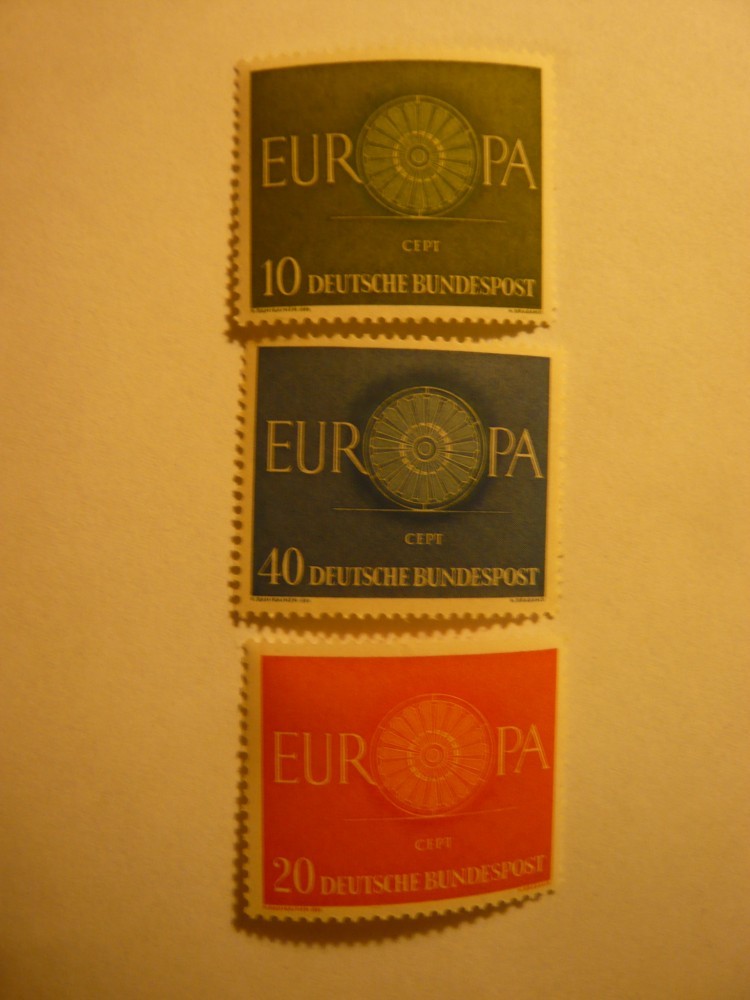 EUROPA
CEPT
10 DEUTSCHE BUNDESPOST
EUROPA
CEPT
40 DEUTSCHE BUNDESPOST
EUROPA
CEPT
20 DEUTSCHE BUNDESPOST